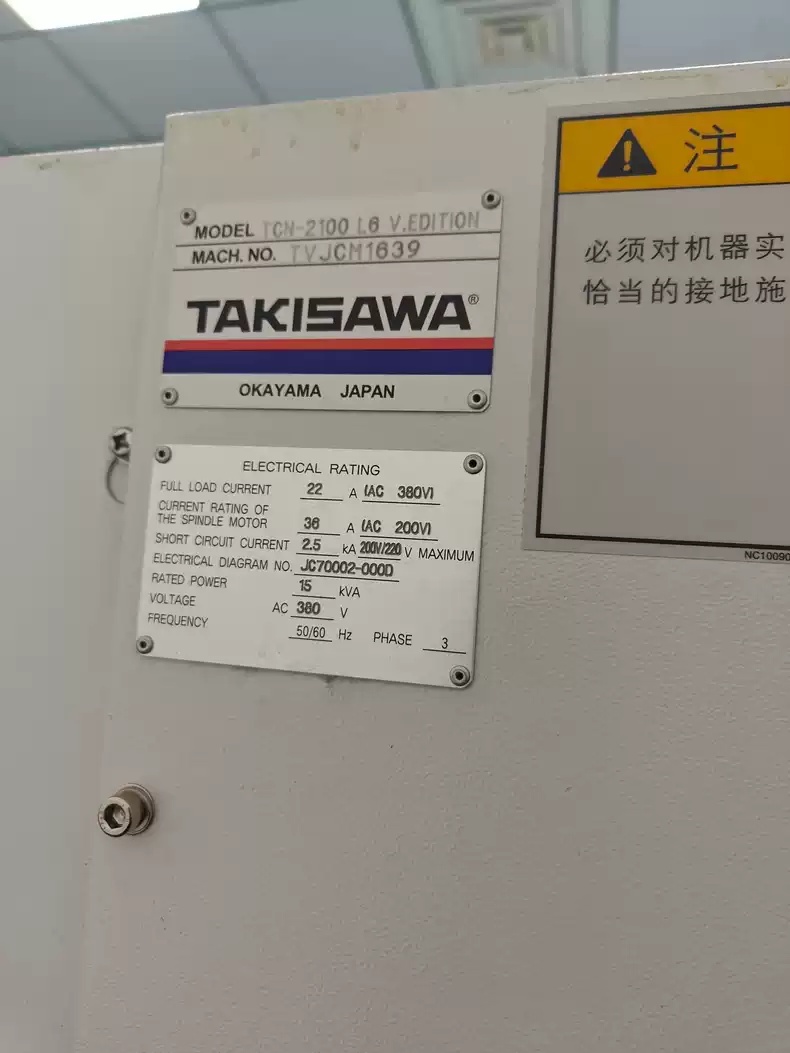 MODEL TCN-2100 L6 V.EDITION
MACH. NO. TVJCM1639
TAKISAWA®
OKAYAMA JAPAN
ELECTRICAL RATING
FULL LOAD CURRENT 22 A (AC 380V)
CURRENT RATING OF
THE SPINDLE MOTOR 36 A (AC 200V)
SHORT CIRCUIT CURRENT 2.5 kA 200V/220 V MAXIMUM
ELECTRICAL DIAGRAM NO. JC70002-000D
RATED POWER 15 kVA
VOLTAGE AC 380 V
FREQUENCY 50/60 Hz PHASE 3
注
必须对机器实
恰当的接地施
NC10090